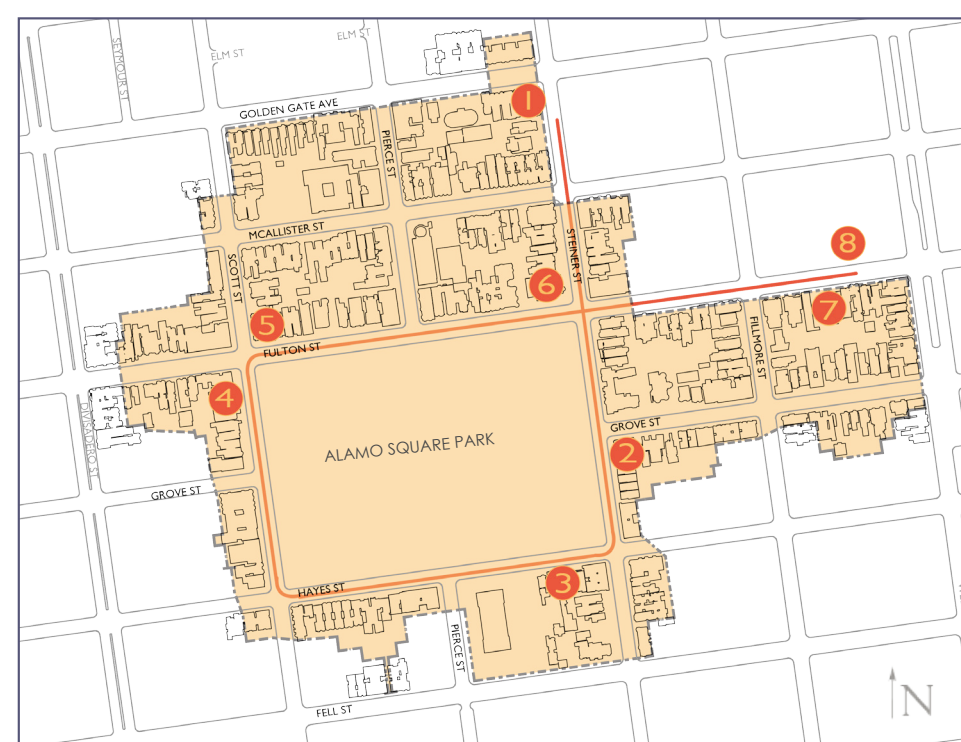 ELM ST
ELM ST
SEYMOUR ST
GOLDEN GATE AVE
1
PIERCE ST
MCALLISTER ST
STEINER ST
8
SCOTT ST
6
7
5
FULTON ST
FILLMORE ST
4
DIVISADERO ST
GROVE ST
ALAMO SQUARE PARK
2
GROVE ST
3
HAYES ST
PIERCE ST
FELL ST
N